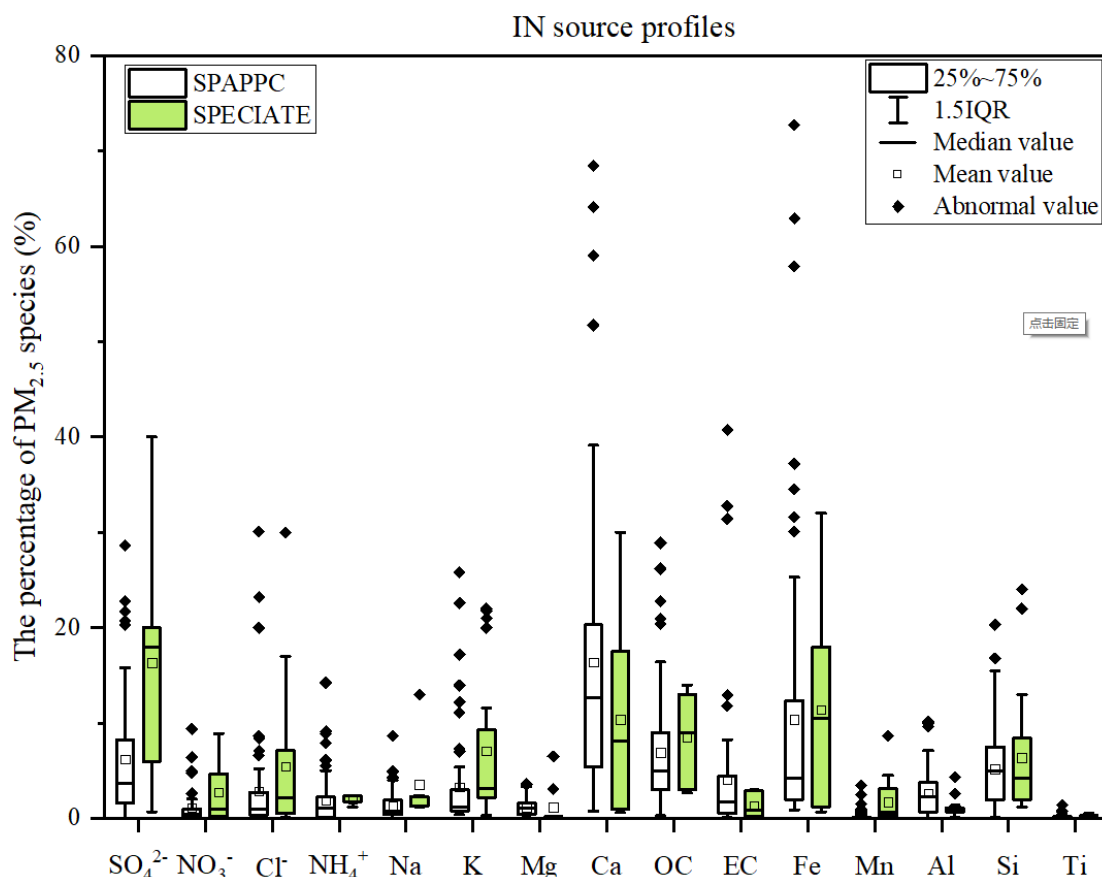 IN source profiles
80
60
40
20
0
The percentage of PM2.5 species (%)
SPAPPC
SPECIATE
25%~75%
1.5IQR
Median value
Mean value
Abnormal value
点击固定
SO₄²⁻ NO₃⁻ Cl⁻ NH₄⁺ Na K Mg Ca OC EC Fe Mn Al Si Ti